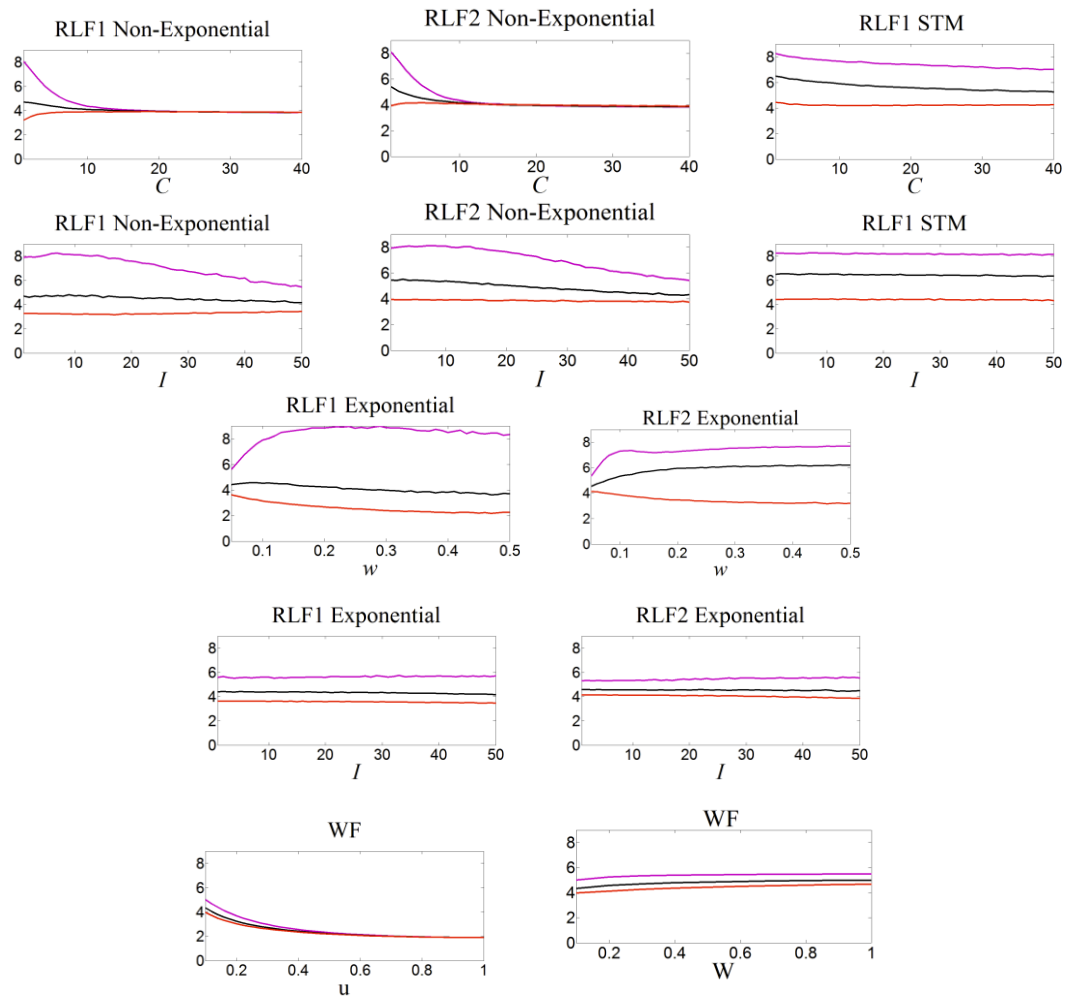 RLF1 Non-Exponential
RLF2 Non-Exponential
RLF1 STM
8
6
4
2
0
10 20 30 40
C
8
6
4
2
0
10 20 30 40
C
8
6
4
2
0
10 20 30 40
C
RLF1 Non-Exponential
RLF2 Non-Exponential
RLF1 STM
8
6
4
2
0
10 20 30 40 50
I
8
6
4
2
0
10 20 30 40 50
I
8
6
4
2
0
10 20 30 40 50
I
RLF1 Exponential
RLF2 Exponential
8
6
4
2
0
0.1 0.2 0.3 0.4 0.5
w
8
6
4
2
0
0.1 0.2 0.3 0.4 0.5
w
RLF1 Exponential
RLF2 Exponential
8
6
4
2
0
10 20 30 40 50
I
8
6
4
2
0
10 20 30 40 50
I
WF
WF
8
6
4
2
0
0.2 0.4 0.6 0.8 1
u
8
6
4
2
0
0.2 0.4 0.6 0.8 1
W